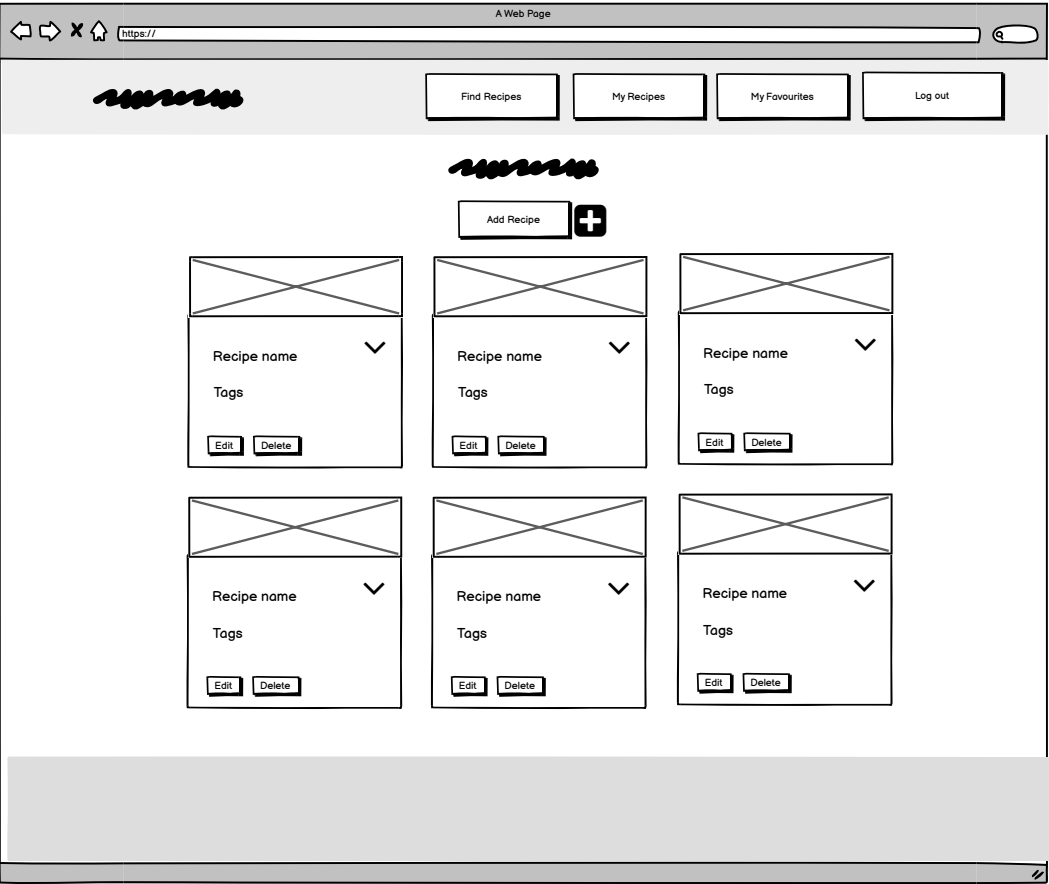 A Web Page
https://
Find Recipes
My Recipes
My Favourites
Log out
Add Recipe
Recipe name
Tags
Edit
Delete
Recipe name
Tags
Edit
Delete
Recipe name
Tags
Edit
Delete
Recipe name
Tags
Edit
Delete
Recipe name
Tags
Edit
Delete
Recipe name
Tags
Edit
Delete